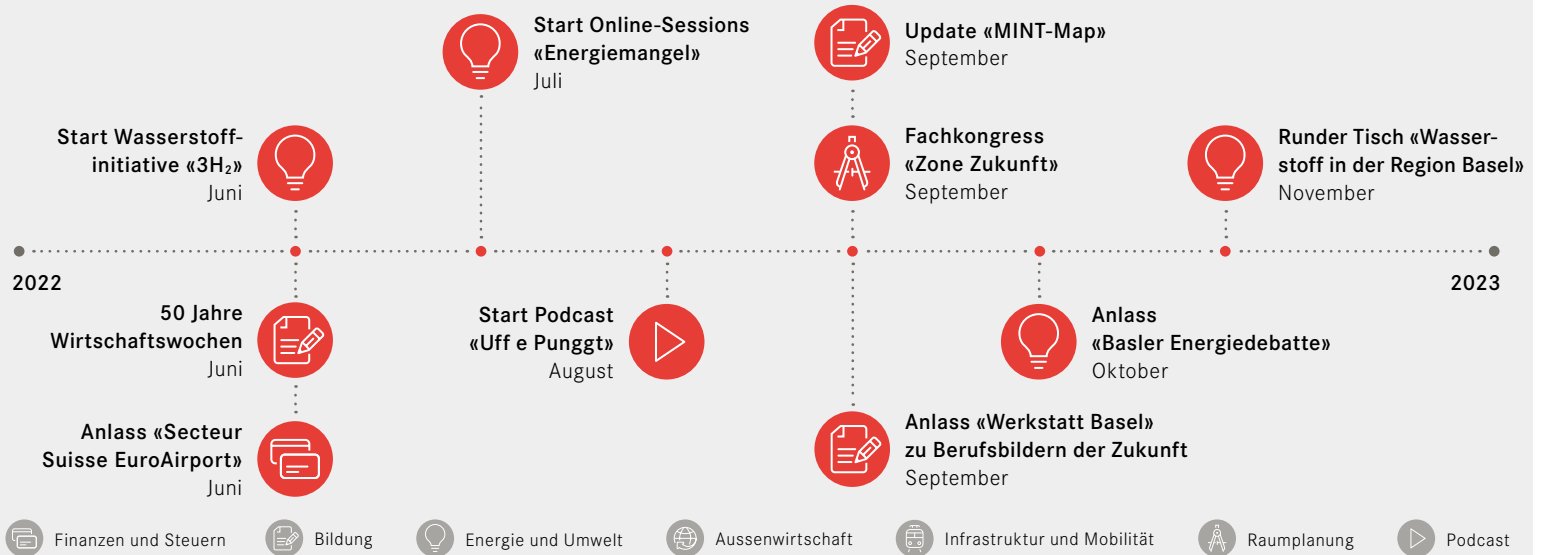 Start Online-Sessions
«Energiemangel»
Juli
Update «MINT-Map»
September
Start Wasserstoff-
initiative «3H₂»
Juni
Fachkongress
«Zone Zukunft»
September
Runder Tisch «Wasser-
stoff in der Region Basel»
November
2022
2023
50 Jahre
Wirtschaftswochen
Juni
Start Podcast
«Uff e Punggt»
August
Anlass
«Basler Energiedebatte»
Oktober
Anlass «Secteur
Suisse EuroAirport»
Juni
Anlass «Werkstatt Basel»
zu Berufsbildern der Zukunft
September
Finanzen und Steuern
Bildung
Energie und Umwelt
Aussenwirtschaft
Infrastruktur und Mobilität
Raumplanung
Podcast